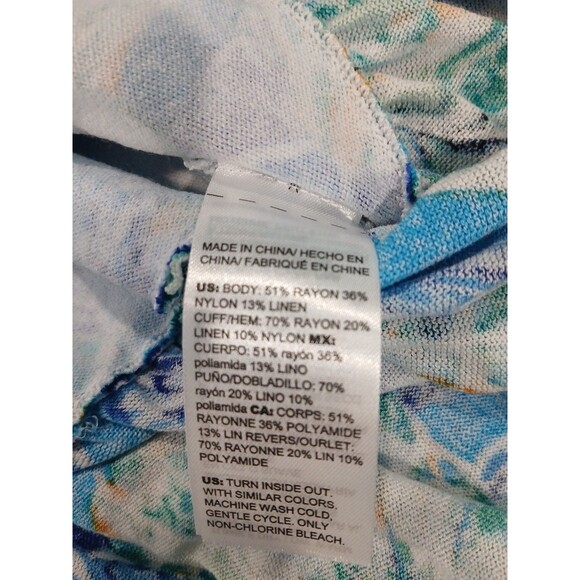 MADE IN CHINA/ HECHO EN
CHINA/ FABRIQUÉ EN CHINE
US: BODY: 51% RAYON 36%
NYLON 13% LINEN
CUFF/HEM: 70% RAYON 20%
LINEN 10% NYLON MX:
CUERPO: 51% rayón 36%
poliamida 13% LINO
PUÑO/DOBLADILLO: 70%
rayón 20% LINO 10%
poliamida CA: CORPS: 51%
RAYONNE 36% POLYAMIDE
13% LIN REVERS/OURLET:
70% RAYONNE 20% LIN 10%
POLYAMIDE
US: TURN INSIDE OUT.
WITH SIMILAR COLORS.
MACHINE WASH COLD,
GENTLE CYCLE. ONLY
NON-CHLORINE BLEACH.